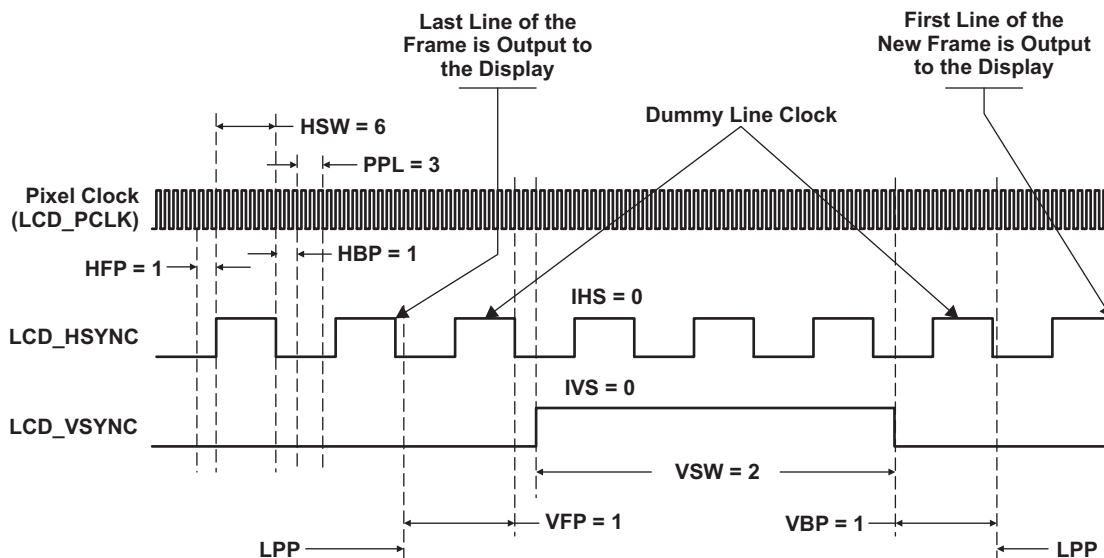 Last Line of the
Frame is Output to
the Display
First Line of the
New Frame is Output
to the Display
HSW = 6
Dummy Line Clock
PPL = 3
Pixel Clock
(LCD_PCLK)
HFP = 1
HBP = 1
IHS = 0
LCD_HSYNC
IVS = 0
LCD_VSYNC
VSW = 2
VFP = 1
VBP = 1
LPP
LPP